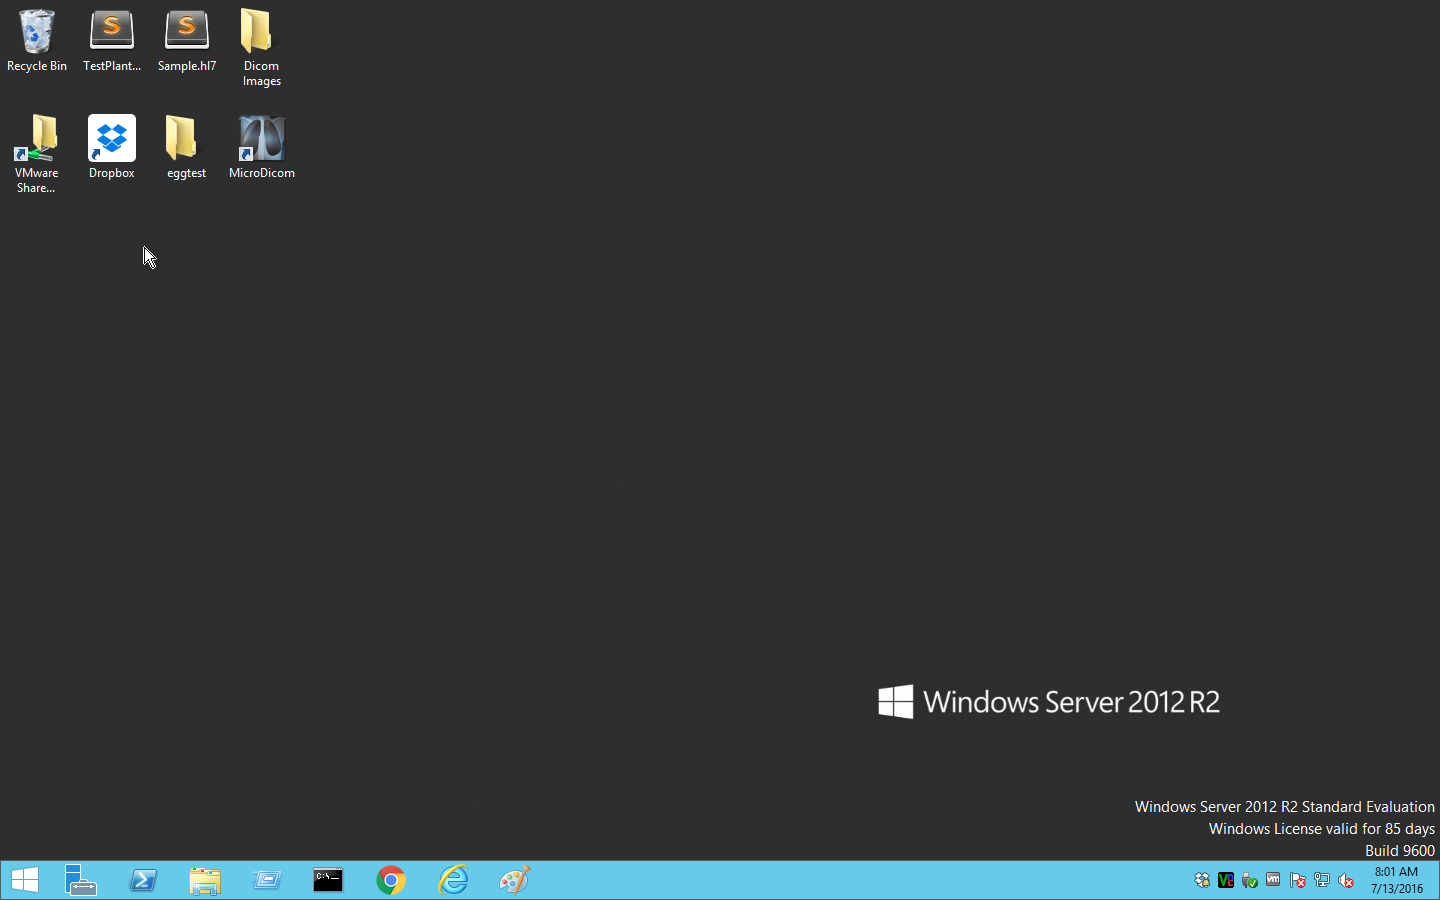 Recycle Bin
TestPlant...
Sample.hl7
Dicom
Images
VMware
Share...
Dropbox
eggtest
MicroDicom
Windows Server 2012 R2
Windows Server 2012 R2 Standard Evaluation
Windows License valid for 85 days
Build 9600
8:01 AM
7/13/2016